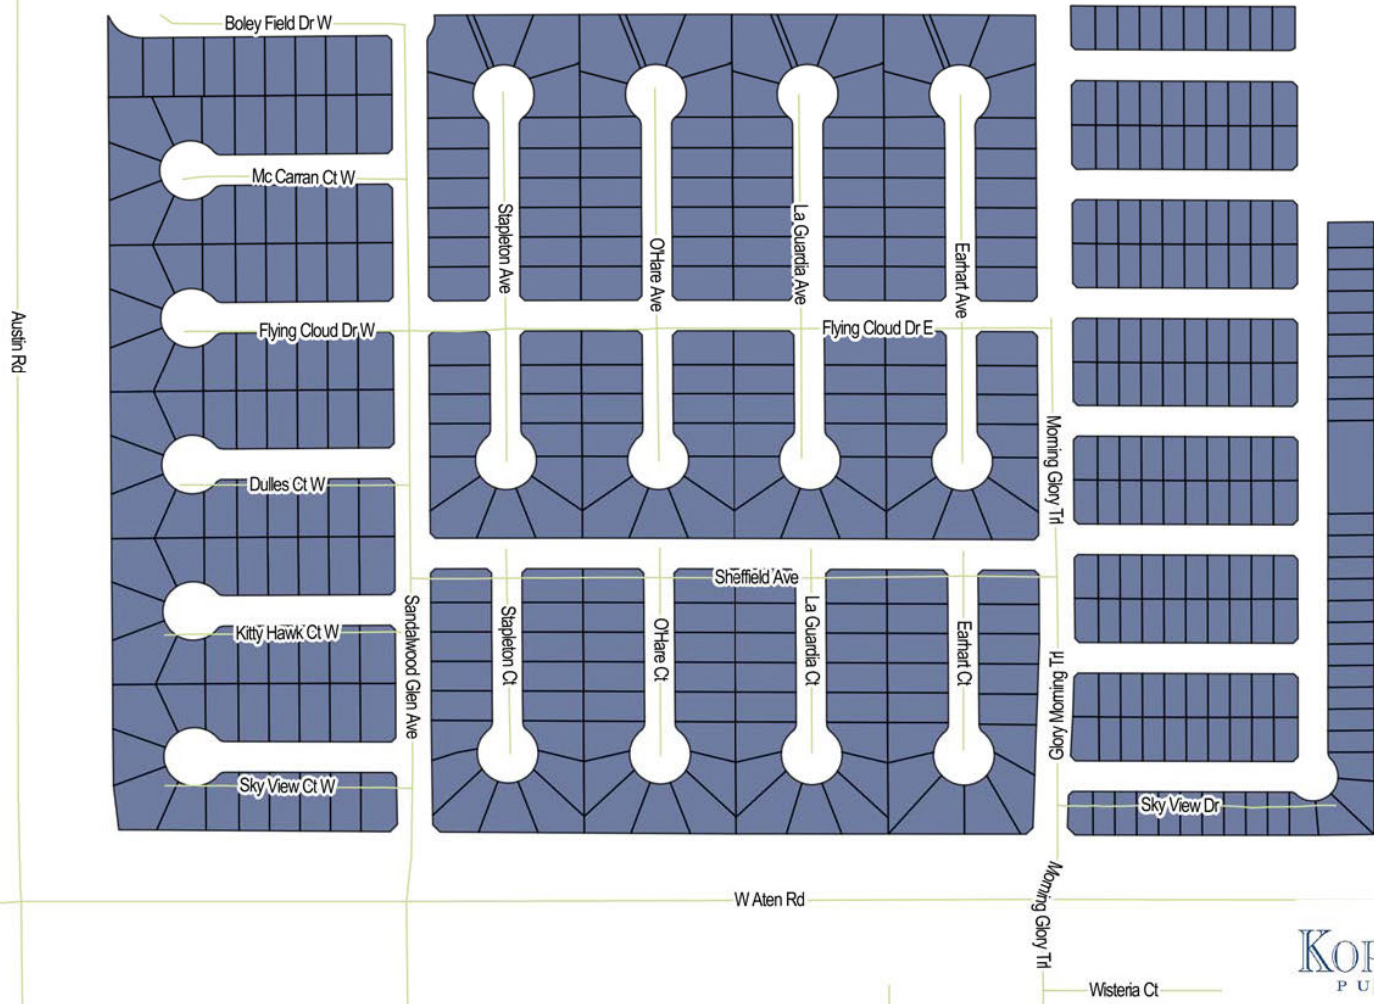 Boley Field Dr W
Mc Carran Ct W
Stapleton Ave
O'Hare Ave
La Guardia Ave
Earhart Ave
Austin Rd
Flying Cloud Dr W
Flying Cloud Dr E
Morning Glory Trl
Dulles Ct W
Sheffield Ave
Kitty Hawk Ct W
Sandalwood Glen Ave
Stapleton Ct
O'Hare Ct
La Guardia Ct
Earhart Ct
Glory Morning Trl
Sky View Ct W
Sky View Dr
W Aten Rd
Morning Glory Trl
Wisteria Ct